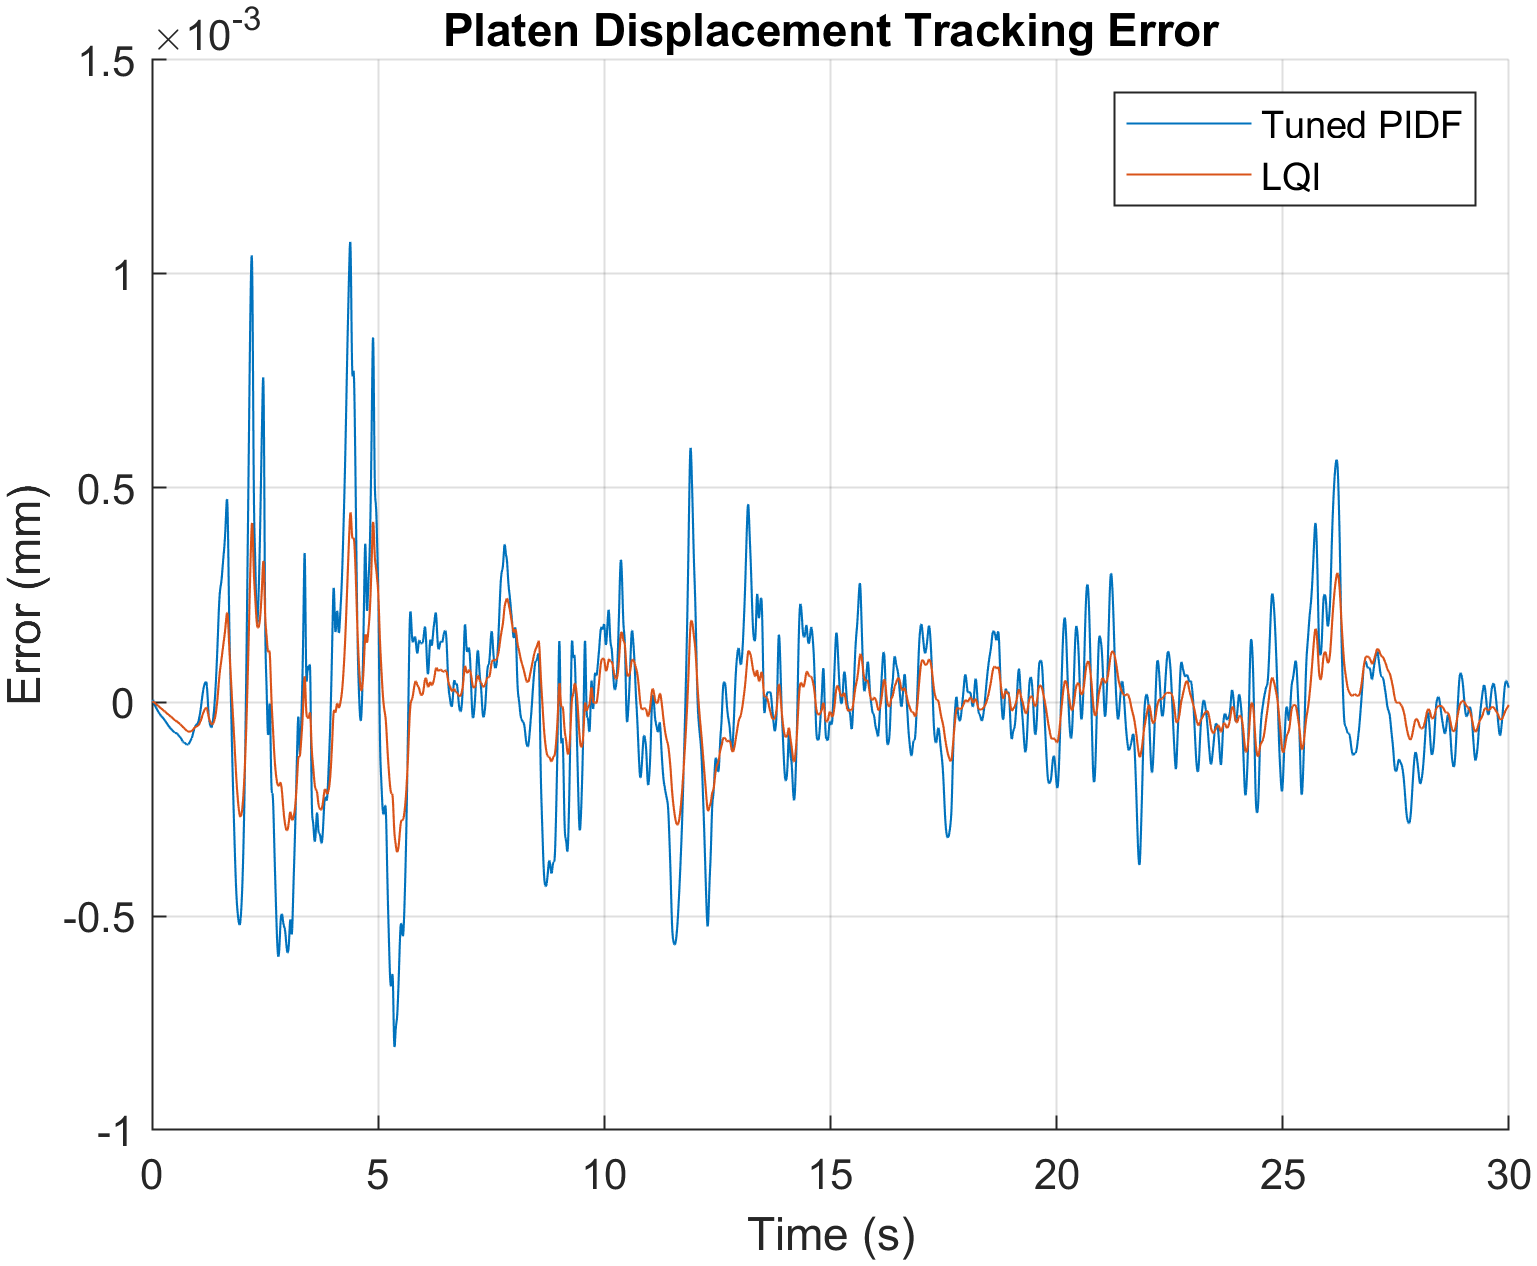 Platen Displacement Tracking Error
×10⁻³
1.5
1
0.5
0
-0.5
-1
Error (mm)
Tuned PIDF
LQI
0 5 10 15 20 25 30
Time (s)